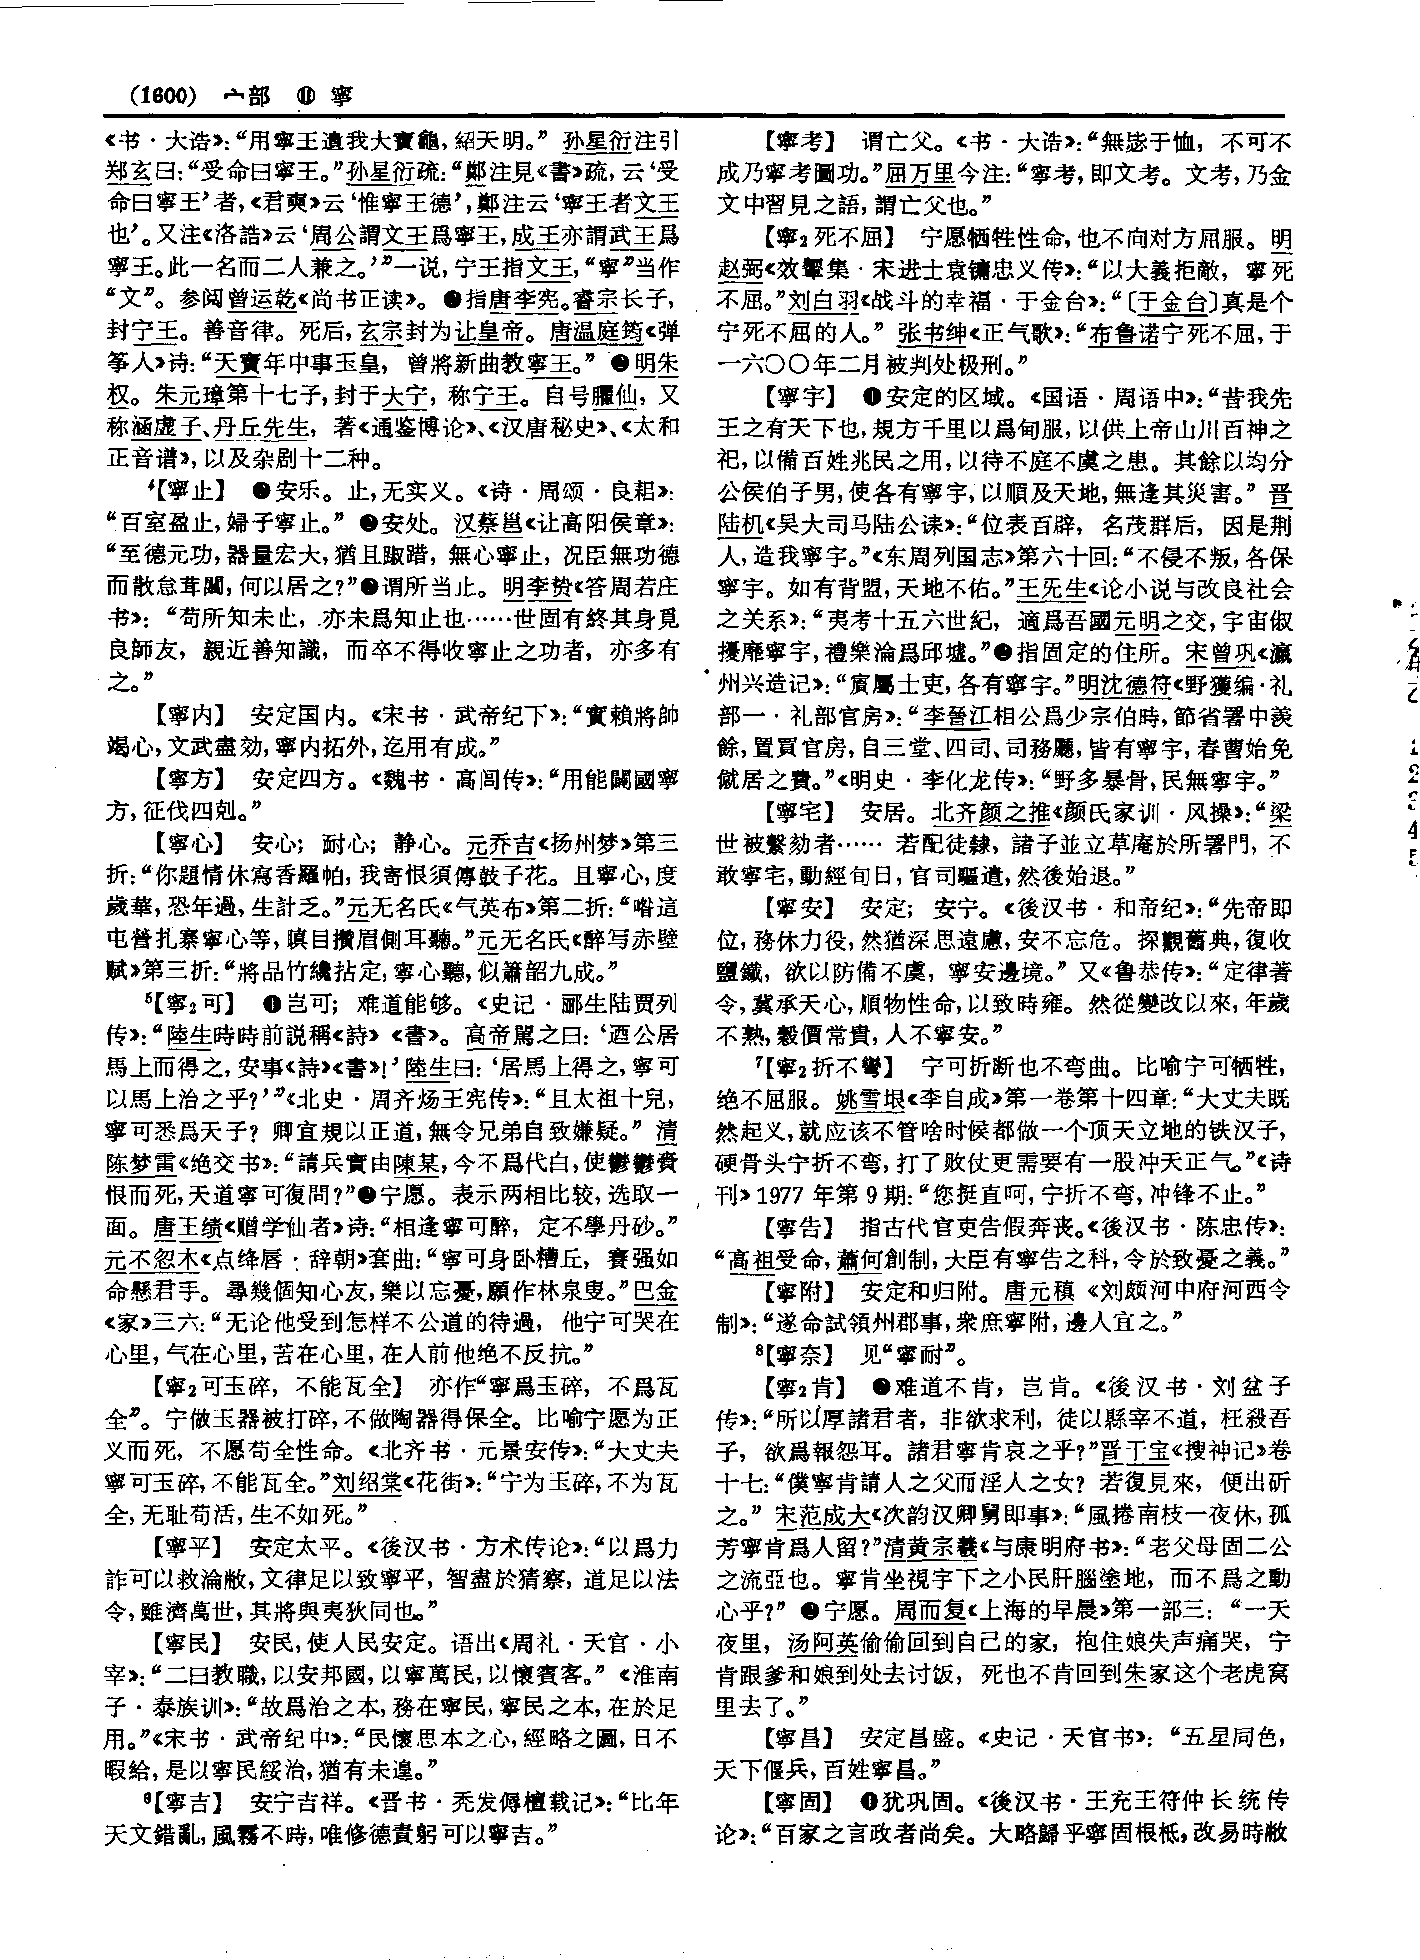 (1600) 宀部 ⑪ 寧
《书·大诰》：“用寧王遺我大寶龜，紹天明。”孙星衍注引
郑玄曰：“受命曰寧王。”孙星衍疏：“鄭注見《書》疏，云‘受
命曰寧王’者，《君奭》云‘惟寧王德’，鄭注云‘寧王者文王
也’。又注《洛誥》云‘周公謂文王爲寧王，成王亦謂武王爲
寧王。此一名而二人兼之。’”一说，宁王指文王，“寧”当作
“文”。参阅曾运乾《尚书正读》。❷指唐李宪。睿宗长子，
封宁王。善音律。死后，玄宗封为让皇帝。唐温庭筠《弹
筝人》诗：“天寶年中事玉皇，曾將新曲教寧王。”❸明朱
权。朱元璋第十七子，封于大宁，称宁王。自号臞仙，又
称涵虚子、丹丘先生，著《通鉴博论》、《汉唐秘史》、《太和
正音谱》，以及杂剧十二种。
⁴【寧止】 ❶安乐。止，无实义。《诗·周颂·良耜》：
“百室盈止，婦子寧止。”❷安处。汉蔡邕《让高阳侯章》：
“至德元功，器量宏大，猶且踧踖，無心寧止，况臣無功德
而散怠茸闒，何以居之？”❸谓所当止。明李贽《答周若庄
书》：“苟所知未止，亦未爲知止也……世固有終其身覓
良師友，親近善知識，而卒不得收寧止之功者，亦多有
之。”
【寧内】 安定国内。《宋书·武帝纪下》：“實賴將帥
竭心，文武盡効，寧内拓外，迄用有成。”
【寧方】 安定四方。《魏书·高闾传》：“用能闢國寧
方，征伐四剋。”
【寧心】 安心；耐心；静心。元乔吉《扬州梦》第三
折：“你題情休寫香羅帕，我寄恨須傳鼓子花。且寧心，度
歲華，恐年過，生計乏。”元无名氏《气英布》第二折：“喒這
屯營扎寨寧心等，瞋目攢眉側耳聽。”元无名氏《醉写赤壁
赋》第三折：“將品竹纔拈定，寧心聽，似簫韶九成。”
⁵【寧₂可】 ❶岂可；难道能够。《史记·郦生陆贾列
传》：“陸生時時前説稱《詩》《書》。高帝駡之曰：‘迺公居
馬上而得之，安事《詩》《書》！’陸生曰：‘居馬上得之，寧可
以馬上治之乎？’”《北史·周齐炀王宪传》：“且太祖十兒，
寧可悉爲天子？卿宜規以正道，無令兄弟自致嫌疑。”清
陈梦雷《绝交书》：“請兵實由陳某，今不爲代白，使鬱鬱賫
恨而死，天道寧可復問？”❷宁愿。表示两相比较，选取一
面。唐王绩《赠学仙者》诗：“相逢寧可醉，定不學丹砂。”
元不忽木《点绛唇·辞朝》套曲：“寧可身卧糟丘，賽强如
命懸君手。尋幾個知心友，樂以忘憂，願作林泉叟。”巴金
《家》三六：“无论他受到怎样不公道的待遇，他宁可哭在
心里，气在心里，苦在心里，在人前他绝不反抗。”
【寧₂可玉碎，不能瓦全】 亦作“寧爲玉碎，不爲瓦
全”。宁做玉器被打碎，不做陶器得保全。比喻宁愿为正
义而死，不愿苟全性命。《北齐书·元景安传》：“大丈夫
寧可玉碎，不能瓦全。”刘绍棠《花街》：“宁为玉碎，不为瓦
全，无耻苟活，生不如死。”
【寧平】 安定太平。《後汉书·方术传论》：“以爲力
詐可以救淪敝，文律足以致寧平，智盡於猜察，道足以法
令，雖濟萬世，其將與夷狄同也。”
【寧民】 安民，使人民安定。语出《周礼·天官·小
宰》：“二曰教職，以安邦國，以寧萬民，以懷賓客。”《淮南
子·泰族训》：“故爲治之本，務在寧民，寧民之本，在於足
用。”《宋书·武帝纪中》：“民懷思本之心，經略之圖，日不
暇給，是以寧民綏治，猶有未遑。”
⁶【寧吉】 安宁吉祥。《晋书·秃发傉檀载记》：“比年
天文錯亂，風霧不時，唯修德責躬可以寧吉。”
【寧考】 谓亡父。《书·大诰》：“無毖于恤，不可不
成乃寧考圖功。”屈万里今注：“寧考，即文考。文考，乃金
文中習見之語，謂亡父也。”
【寧₂死不屈】 宁愿牺牲性命，也不向对方屈服。明
赵弼《效颦集·宋进士袁镛忠义传》：“以大義拒敵，寧死
不屈。”刘白羽《战斗的幸福·于金台》：“〔于金台〕真是个
宁死不屈的人。”张书绅《正气歌》：“布鲁诺宁死不屈，于
一六〇〇年二月被判处极刑。”
【寧宇】 ❶安定的区域。《国语·周语中》：“昔我先
王之有天下也，規方千里以爲甸服，以供上帝山川百神之
祀，以備百姓兆民之用，以待不庭不虞之患。其餘以均分
公侯伯子男，使各有寧宇，以順及天地，無逢其災害。”晋
陆机《吴大司马陆公诔》：“位表百辟，名茂群后，因是荆
人，造我寧宇。”《东周列国志》第六十回：“不侵不叛，各保
寧宇。如有背盟，天地不佑。”王旡生《论小说与改良社会
之关系》：“夷考十五六世紀，適爲吾國元明之交，宇宙俶
擾靡寧宇，禮樂淪爲邱墟。”❷指固定的住所。宋曾巩《瀛
州兴造记》：“賓屬士吏，各有寧宇。”明沈德符《野獲编·礼
部一·礼部官房》：“李晉江相公爲少宗伯時，節省署中羨
餘，置買官房，自三堂、四司、司務廳，皆有寧宇，春曹始免
僦居之費。”《明史·李化龙传》：“野多暴骨，民無寧宇。”
【寧宅】 安居。北齐颜之推《颜氏家训·风操》：“梁
世被繫劾者…… 若配徒隸，諸子並立草庵於所署門，不
敢寧宅，動經旬日，官司驅遣，然後始退。”
【寧安】 安定；安宁。《後汉书·和帝纪》：“先帝即
位，務休力役，然猶深思遠慮，安不忘危。探觀舊典，復收
鹽鐵，欲以防備不虞，寧安邊境。”又《鲁恭传》：“定律著
令，冀承天心，順物性命，以致時雍。然從變改以來，年歲
不熟，穀價常貴，人不寧安。”
⁷【寧₂折不彎】 宁可折断也不弯曲。比喻宁可牺牲，
绝不屈服。姚雪垠《李自成》第一卷第十四章：“大丈夫既
然起义，就应该不管啥时候都做一个顶天立地的铁汉子，
硬骨头宁折不弯，打了败仗更需要有一股冲天正气。”《诗
刊》1977年第9期：“您挺直呵，宁折不弯，冲锋不止。”
【寧告】 指古代官吏告假奔丧。《後汉书·陈忠传》：
“高祖受命，蕭何創制，大臣有寧告之科，令於致憂之義。”
【寧附】 安定和归附。唐元稹《刘颇河中府河西令
制》：“遂命試領州郡事，衆庶寧附，邊人宜之。”
⁸【寧奈】 见“寧耐”。
【寧₂肯】 ❶难道不肯，岂肯。《後汉书·刘盆子
传》：“所以厚諸君者，非欲求利，徒以縣宰不道，枉殺吾
子，欲爲報怨耳。諸君寧肯哀之乎？”晋干宝《搜神记》卷
十七：“僕寧肯請人之父而淫人之女？若復見來，便出斫
之。”宋范成大《次韵汉卿舅即事》：“風捲南枝一夜休，孤
芳寧肯爲人留？”清黄宗羲《与康明府书》：“老父母固二公
之流亞也。寧肯坐視宇下之小民肝腦塗地，而不爲之動
心乎？”❷宁愿。周而复《上海的早晨》第一部三：“一天
夜里，汤阿英偷偷回到自己的家，抱住娘失声痛哭，宁
肯跟爹和娘到处去讨饭，死也不肯回到朱家这个老虎窝
里去了。”
【寧昌】 安定昌盛。《史记·天官书》：“五星同色，
天下偃兵，百姓寧昌。”
【寧固】 ❶犹巩固。《後汉书·王充王符仲长统传
论》：“百家之言政者尚矣。大略歸乎寧固根柢，改易時敝